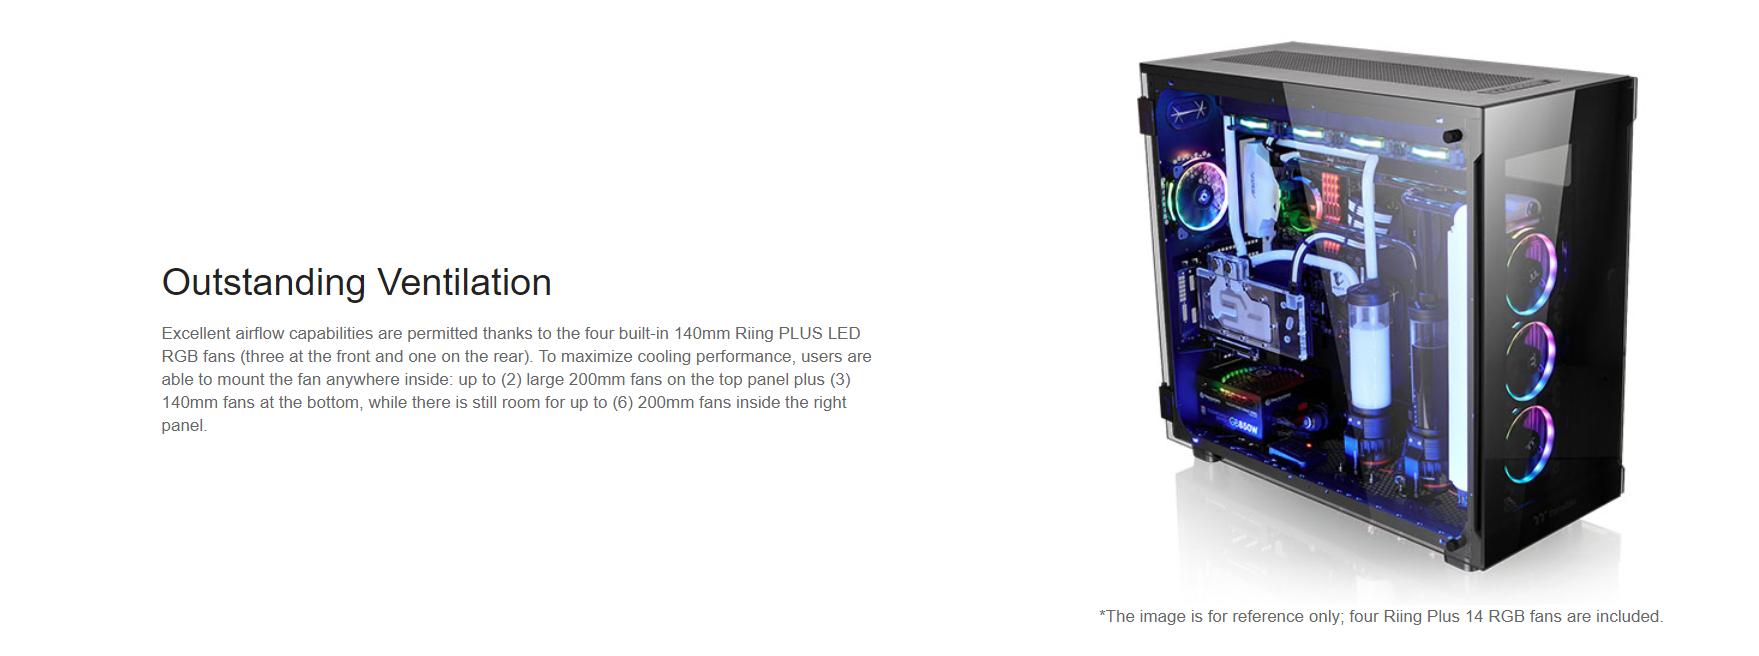 Outstanding Ventilation
Excellent airflow capabilities are permitted thanks to the four built-in 140mm Riing PLUS LED
RGB fans (three at the front and one on the rear). To maximize cooling performance, users are
able to mount the fan anywhere inside: up to (2) large 200mm fans on the top panel plus (3)
140mm fans at the bottom, while there is still room for up to (6) 200mm fans inside the right
panel.
850W
*The image is for reference only; four Riing Plus 14 RGB fans are included.